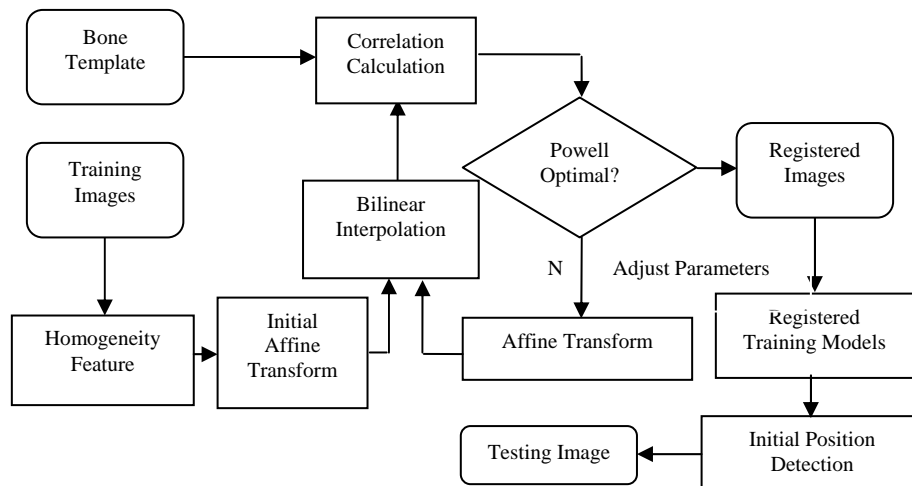 Bone
Template
Correlation
Calculation
Training
Images
Powell
Optimal?
Registered
Images
Bilinear
Interpolation
N
Adjust Parameters
Homogeneity
Feature
Initial
Affine
Transform
Affine Transform
Registered
Training Models
Testing Image
Initial Position
Detection